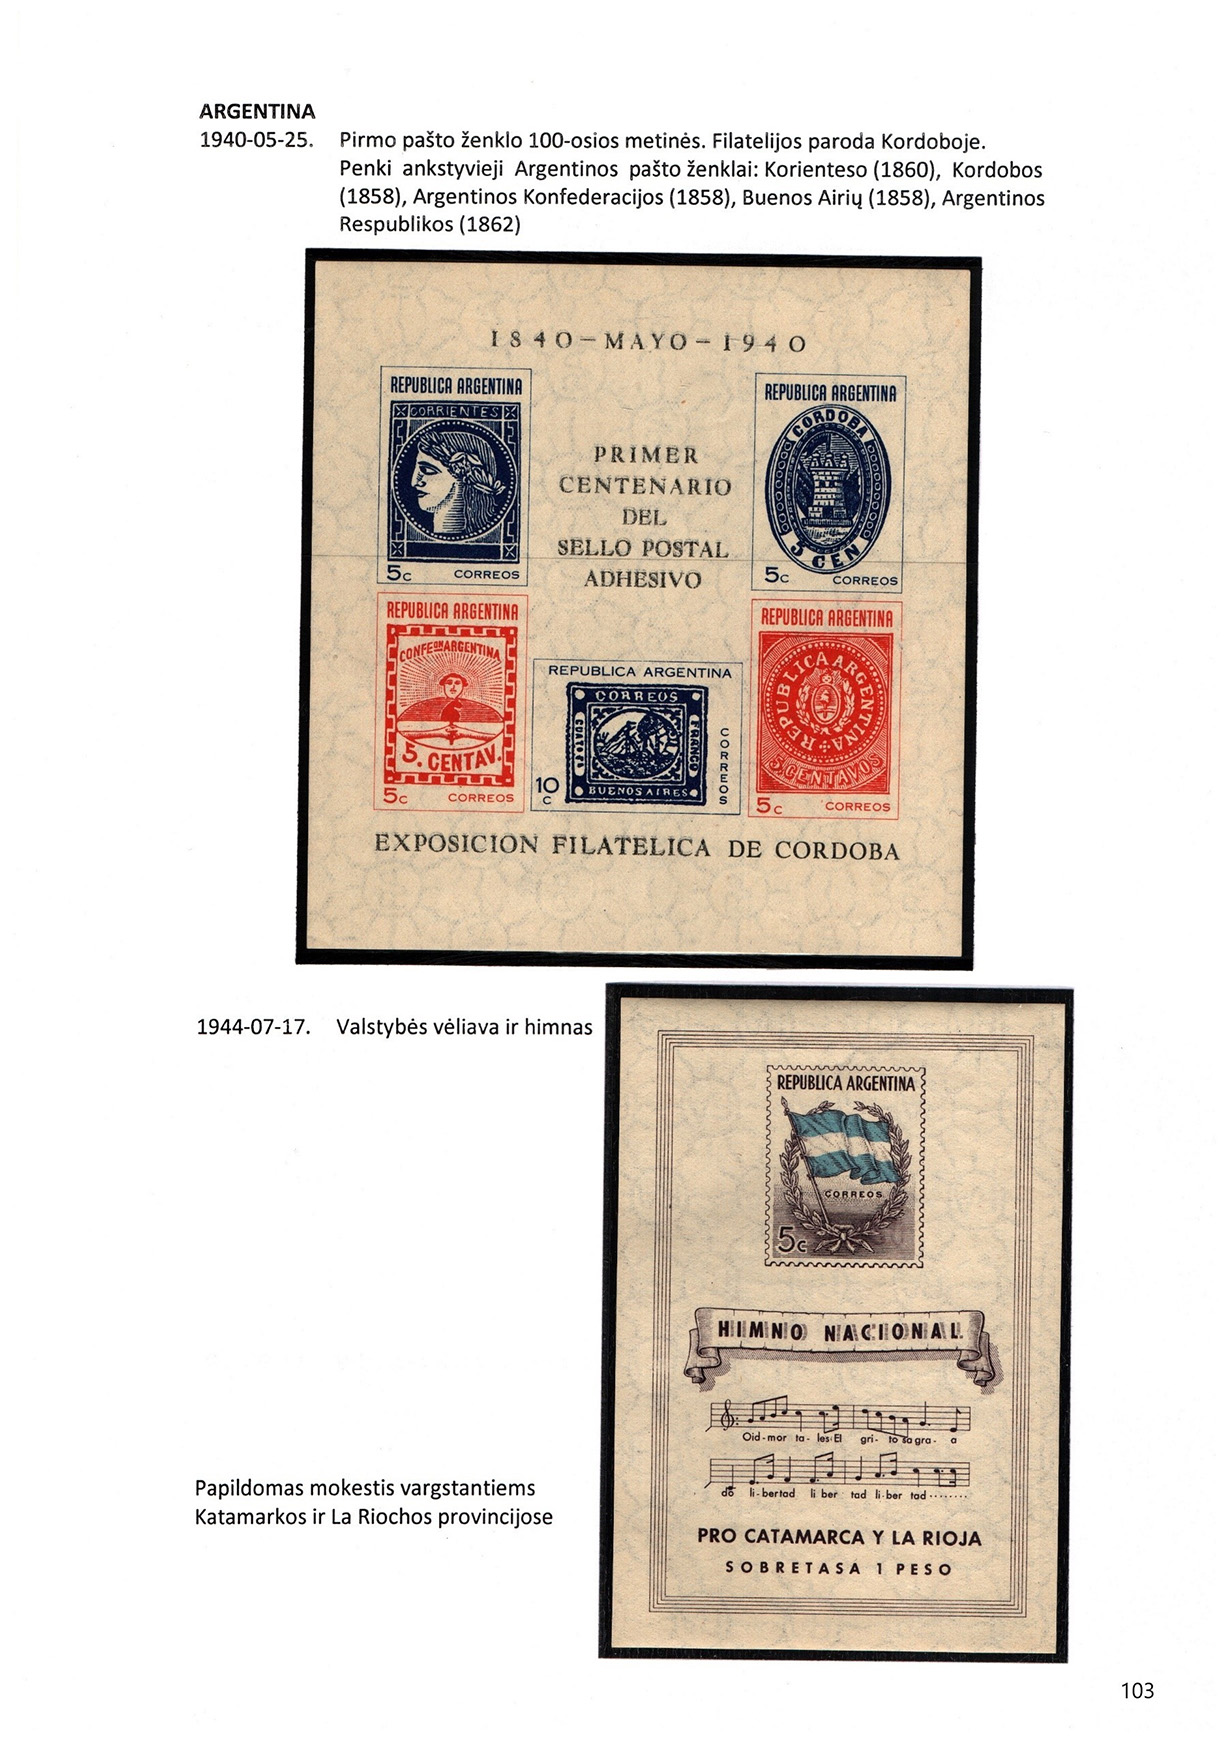 ARGENTINA
1940-05-25. Pirmo pašto ženklo 100-osios metinės. Filatelijos paroda Kordoboje.
Penki ankstyvieji Argentinos pašto ženklai: Korienteso (1860), Kordobos
(1858), Argentinos Konfederacijos (1858), Buenos Airių (1858), Argentinos
Respublikos (1862)
1840-MAYO-1940
REPUBLICA ARGENTINA
CORRIENTES
5c CORREOS
PRIMER
CENTENARIO
DEL
SELLO POSTAL
ADHESIVO
REPUBLICA ARGENTINA
CORDOBA
5 CEN
5c CORREOS
REPUBLICA ARGENTINA
CONFEON ARGENTINA
5. CENTAV.
5c CORREOS
REPUBLICA ARGENTINA
CORREOS
FRANCO
BUENOS AIRES
CORREOS
10
c
REPUBLICA ARGENTINA
REPUBLICA ARGENTINA
5. CENTAVOS
5c CORREOS
EXPOSICION FILATELICA DE CORDOBA
1944-07-17. Valstybės vėliava ir himnas
REPUBLICA ARGENTINA
CORREOS
5c
HIMNO NACIONAL
Oid-mor ta- les-El gri- to sagra- a
do li-bertad li ber tad li-ber tad ········
PRO CATAMARCA Y LA RIOJA
SOBRETASA 1 PESO
Papildomas mokestis vargstantiems
Katamarkos ir La Riochos provincijose
103